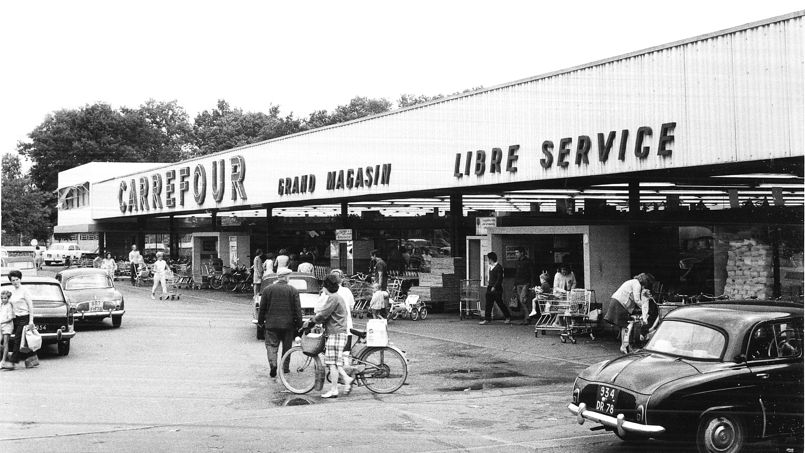 CARREFOUR GRAND MAGASIN LIBRE SERVICE
934
DR 78